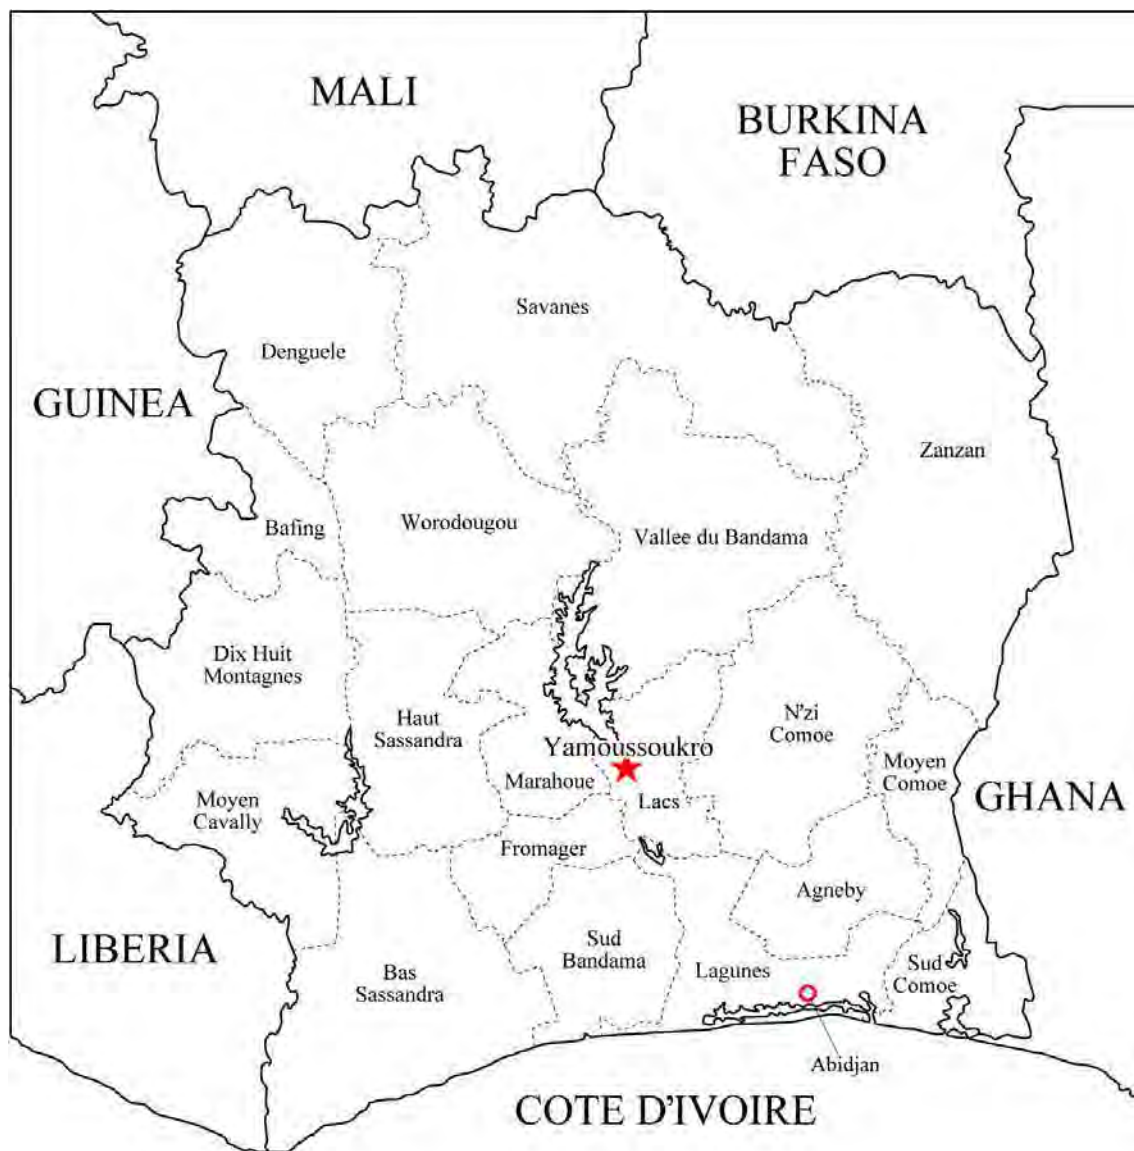 MALI
BURKINA
FASO
Savanes
Denguele
GUINEA
Zanzan
Bafing
Worodougou
Vallee du Bandama
Dix Huit
Montagnes
Haut
Sassandra
N'zi
Comoe
Yamoussoukro
Moyen
Comoe
Marahoue
Moyen
Cavally
Lacs
GHANA
Fromager
Agneby
LIBERIA
Sud
Bandama
Bas
Sassandra
Lagunes
Sud
Comoe
Abidjan
COTE D'IVOIRE